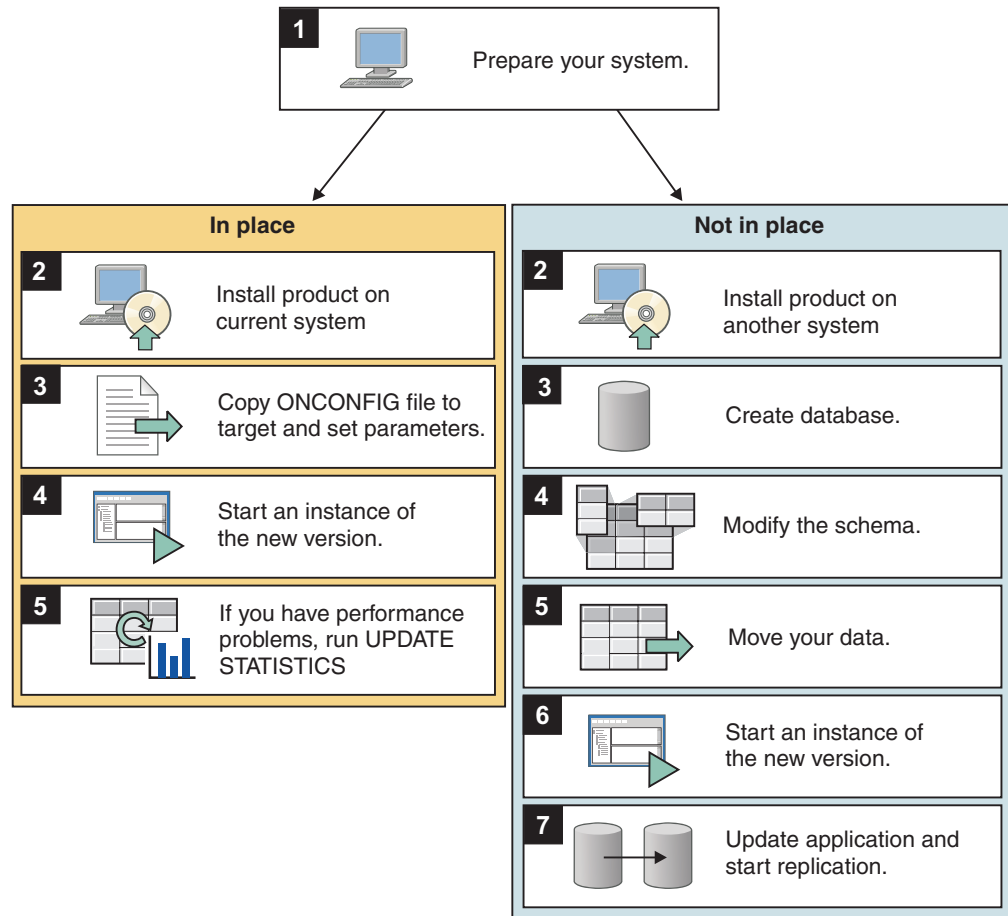 1
Prepare your system.
In place
2
Install product on
current system
3
Copy ONCONFIG file to
target and set parameters.
4
Start an instance of
the new version.
5
If you have performance
problems, run UPDATE
STATISTICS
Not in place
2
Install product on
another system
3
Create database.
4
Modify the schema.
5
Move your data.
6
Start an instance of
the new version.
7
Update application and
start replication.